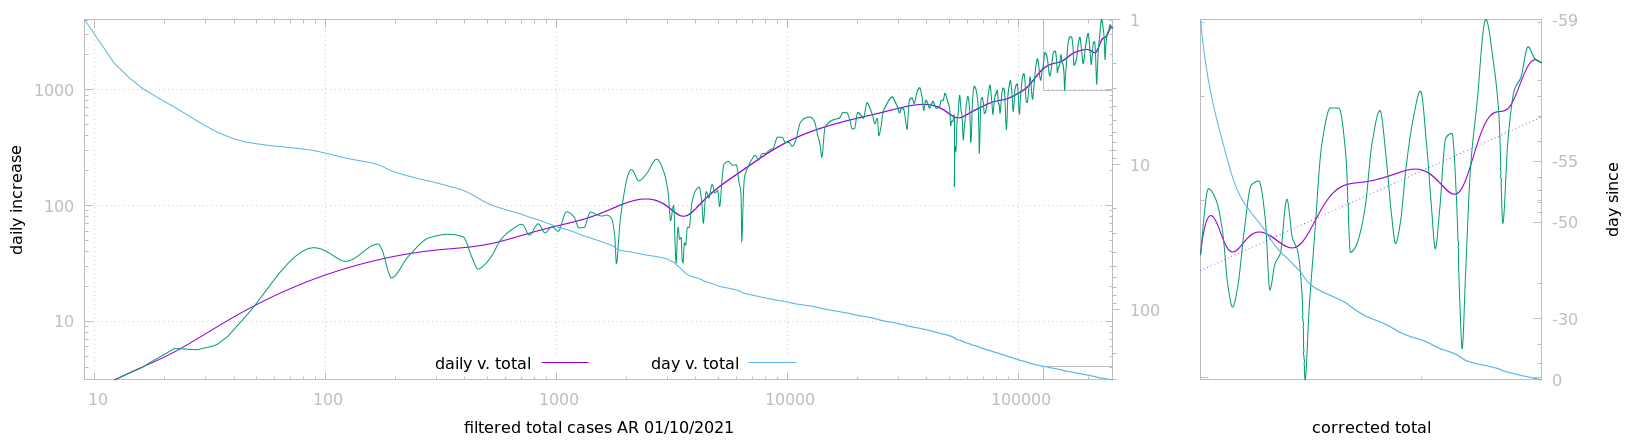 1 -59
1000
daily increase
10 -55
100 -50 day since
10 100 -30
daily v. total day v. total
0
10 100 1000 10000 100000
filtered total cases AR 01/10/2021 corrected total